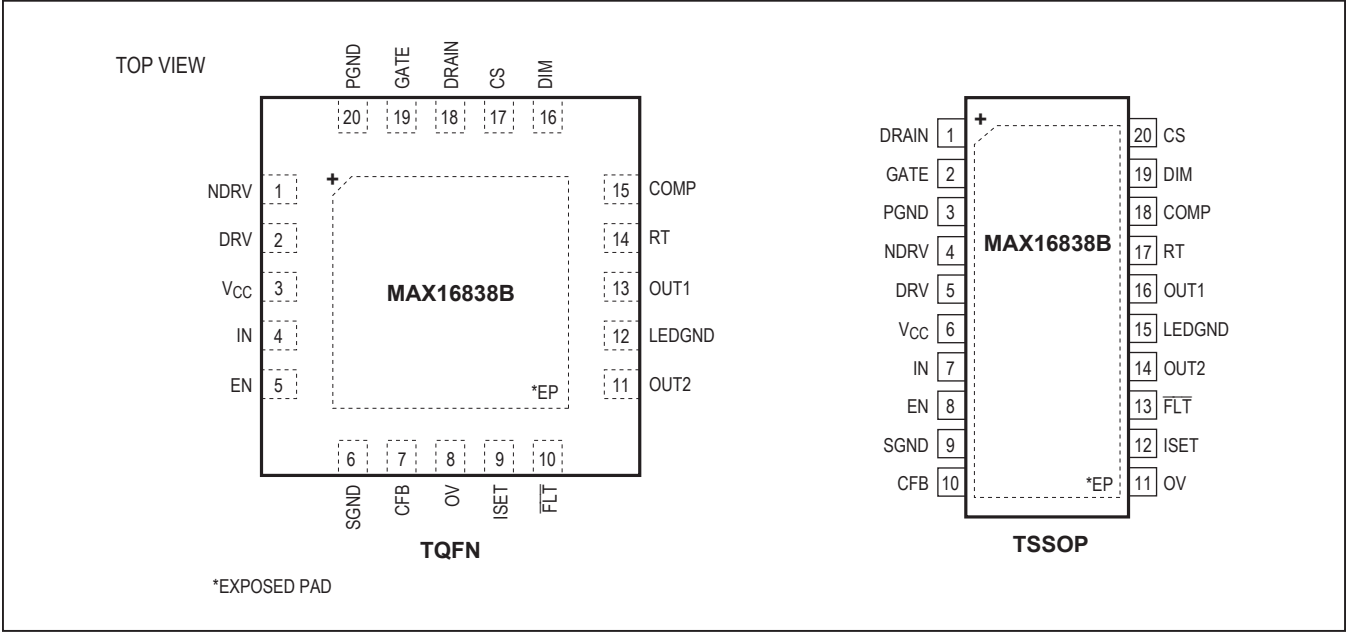 TOP VIEW
PGND
GATE
DRAIN
CS
DIM
20
19
18
17
16
NDRV 1
DRV 2
VCC 3
IN 4
EN 5
+
MAX16838B
*EP
15 COMP
14 RT
13 OUT1
12 LEDGND
11 OUT2
6
7
8
9
10
SGND
CFB
OV
ISET
F̅L̅T̅
TQFN
*EXPOSED PAD
DRAIN 1
GATE 2
PGND 3
NDRV 4
DRV 5
VCC 6
IN 7
EN 8
SGND 9
CFB 10
+
MAX16838B
*EP
20 CS
19 DIM
18 COMP
17 RT
16 OUT1
15 LEDGND
14 OUT2
13 F̅L̅T̅
12 ISET
11 OV
TSSOP